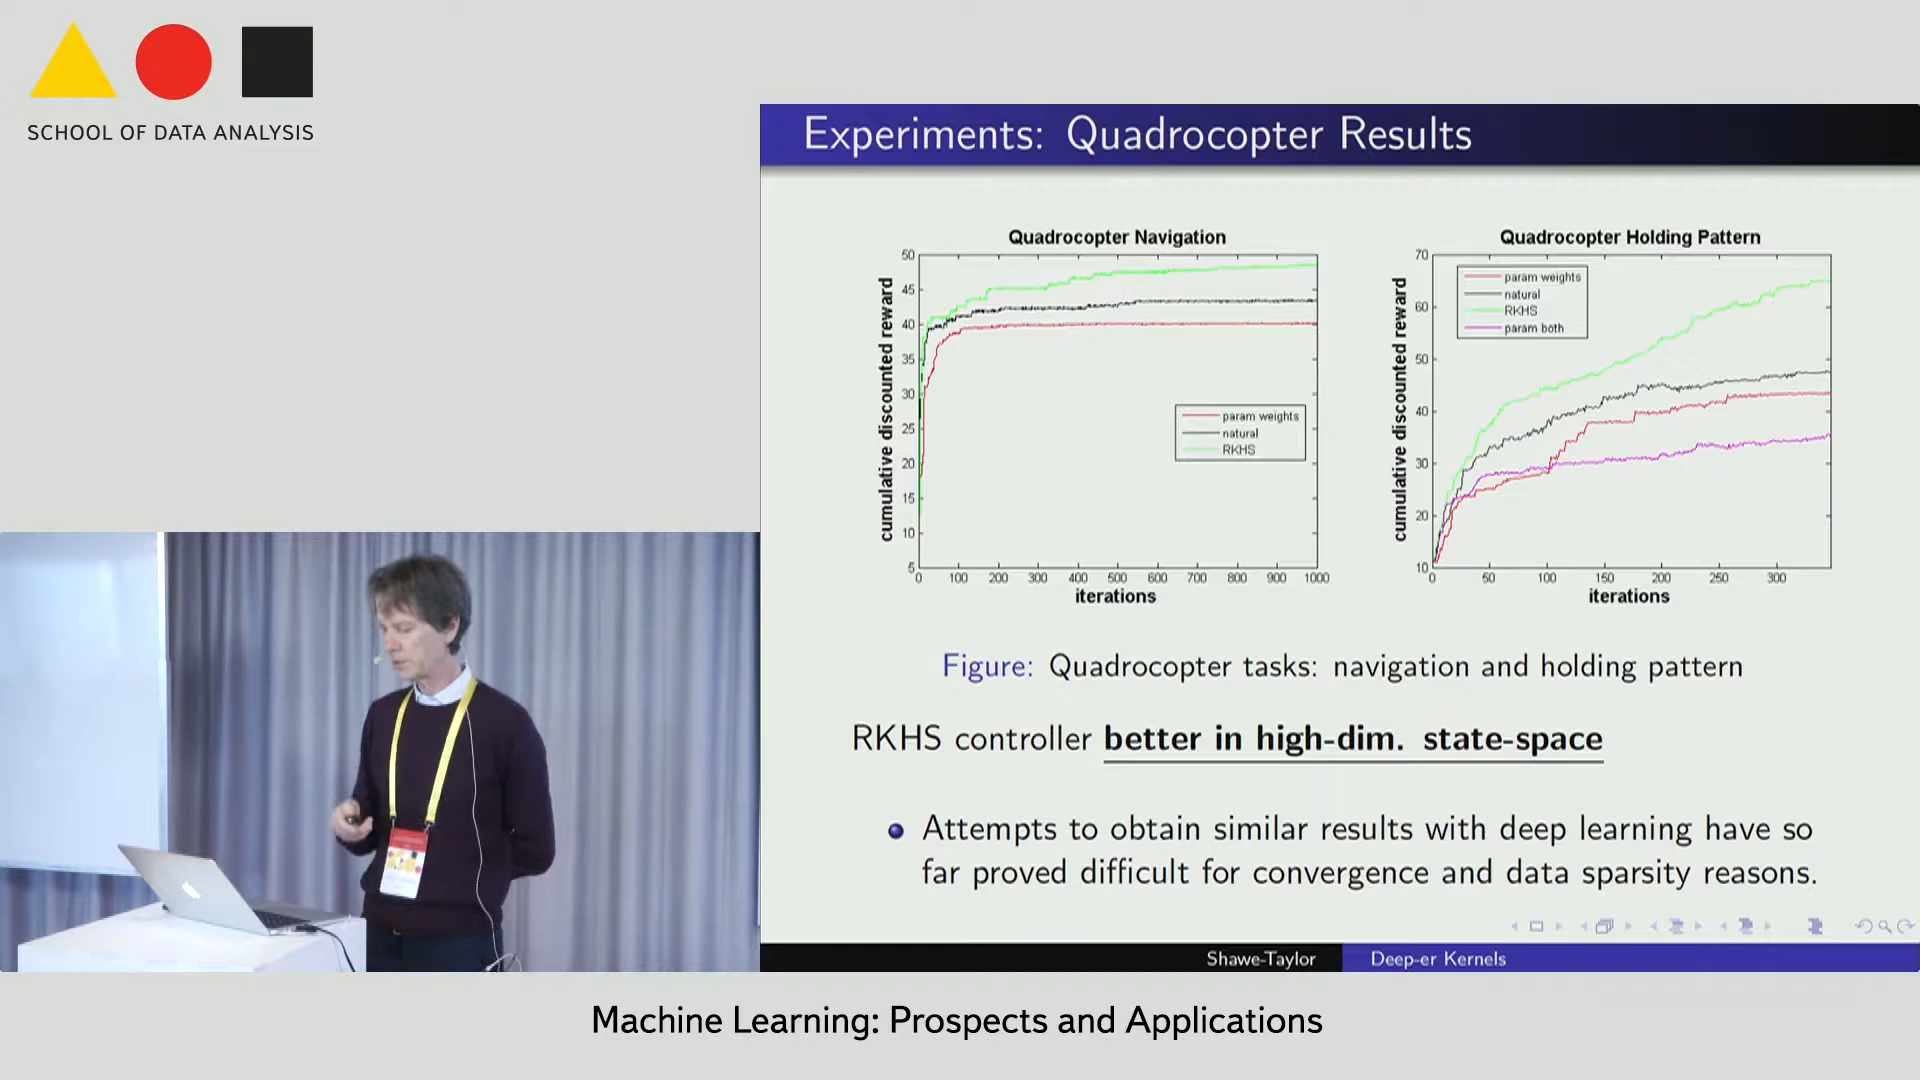 SCHOOL OF DATA ANALYSIS
Experiments: Quadrocopter Results
Quadrocopter Navigation
cumulative discounted reward
50
45
40
35
30
25
20
15
10
5
0 100 200 300 400 500 600 700 800 900 1000
iterations
param weights
natural
RKHS
Quadrocopter Holding Pattern
cumulative discounted reward
70
60
50
40
30
20
10
0 50 100 150 200 250 300
iterations
param weights
natural
RKHS
param both
Figure: Quadrocopter tasks: navigation and holding pattern
RKHS controller better in high-dim. state-space
Attempts to obtain similar results with deep learning have so
far proved difficult for convergence and data sparsity reasons.
Shawe-Taylor Deep-er Kernels
Machine Learning: Prospects and Applications